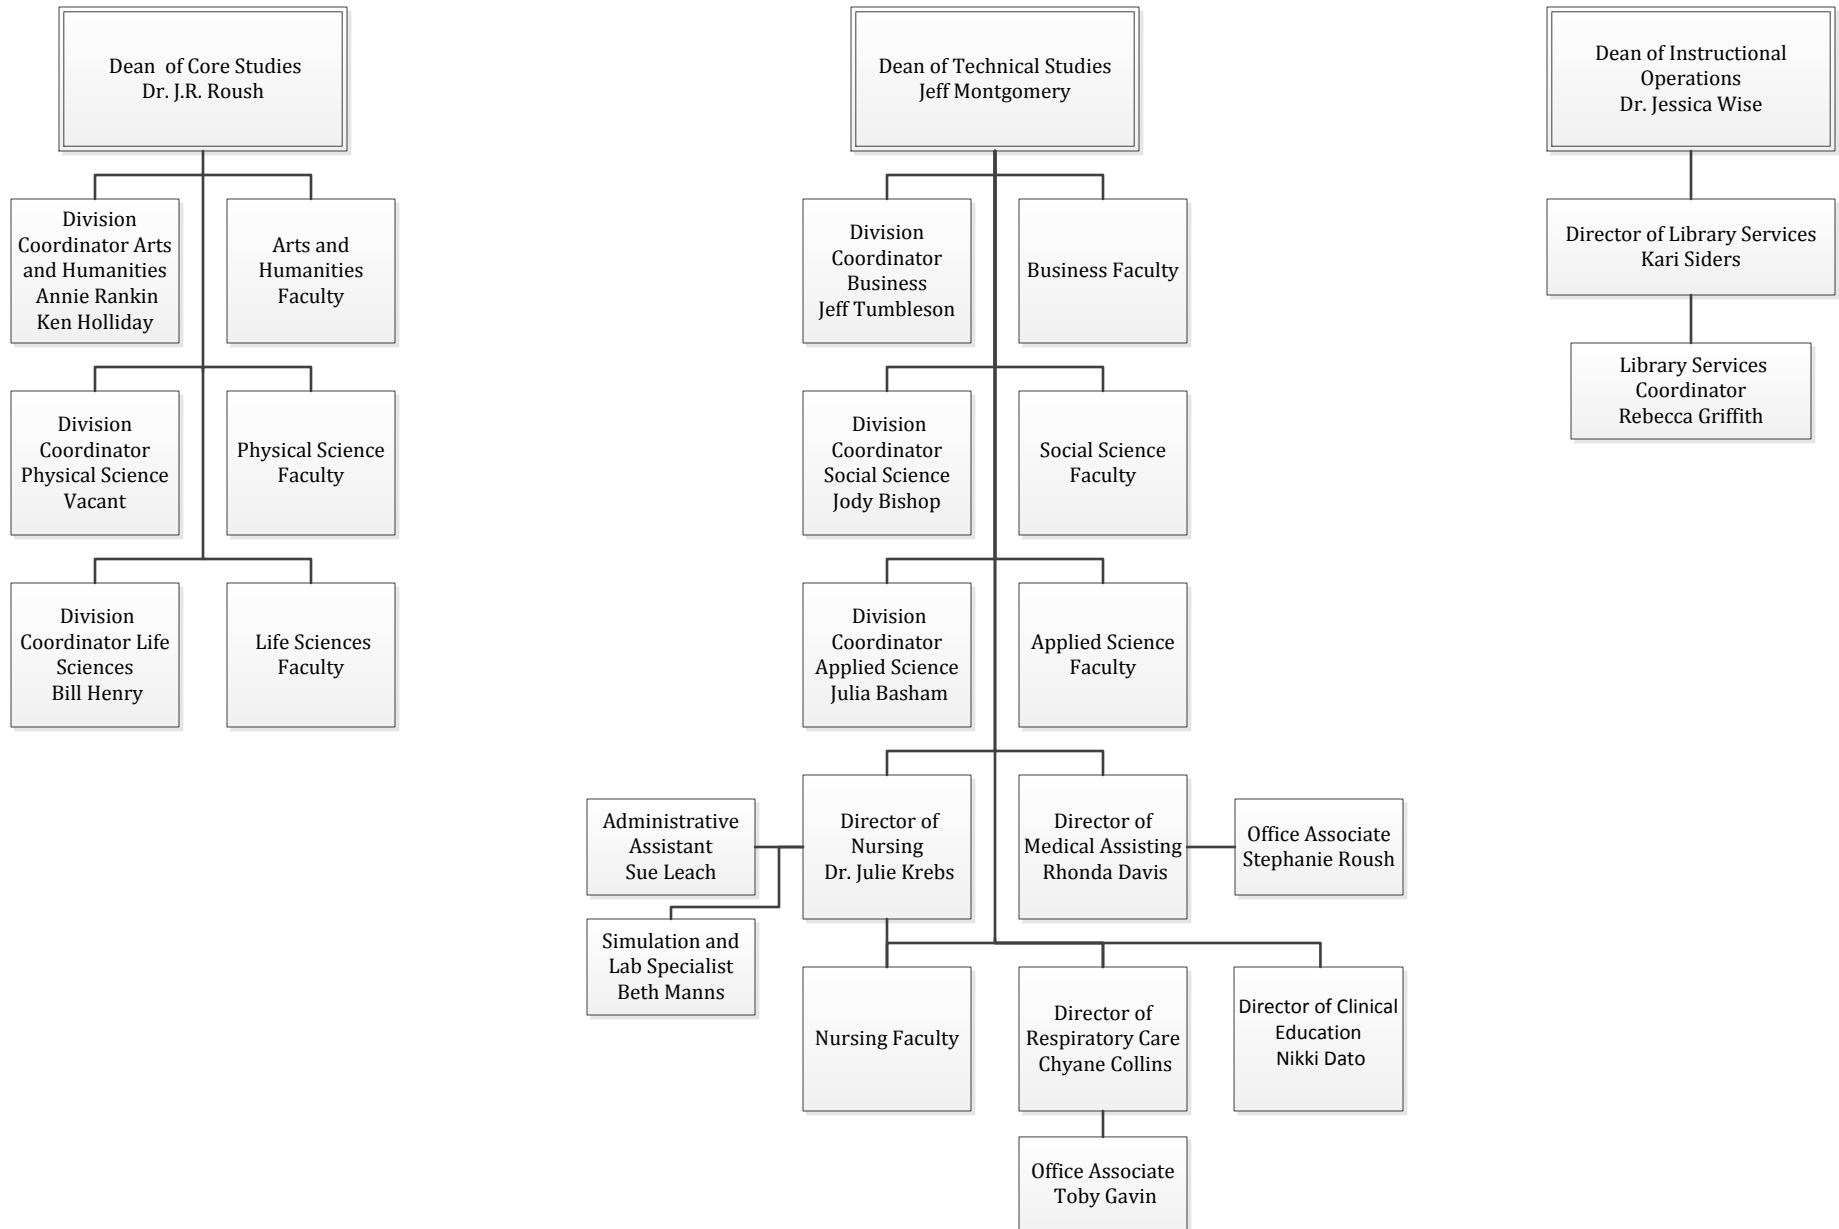 Dean of Core Studies
Dr. J.R. Roush
Dean of Technical Studies
Jeff Montgomery
Dean of Instructional
Operations
Dr. Jessica Wise
Division
Coordinator Arts
and Humanities
Annie Rankin
Ken Holliday
Arts and
Humanities
Faculty
Division
Coordinator
Business
Jeff Tumbleson
Business Faculty
Director of Library Services
Kari Siders
Division
Coordinator
Physical Science
Vacant
Physical Science
Faculty
Division
Coordinator
Social Science
Jody Bishop
Social Science
Faculty
Library Services
Coordinator
Rebecca Griffith
Division
Coordinator Life
Sciences
Bill Henry
Life Sciences
Faculty
Division
Coordinator
Applied Science
Julia Basham
Applied Science
Faculty
Administrative
Assistant
Sue Leach
Director of
Nursing
Dr. Julie Krebs
Director of
Medical Assisting
Rhonda Davis
Office Associate
Stephanie Roush
Simulation and
Lab Specialist
Beth Manns
Nursing Faculty
Director of
Respiratory Care
Chyane Collins
Director of Clinical
Education
Nikki Dato
Office Associate
Toby Gavin